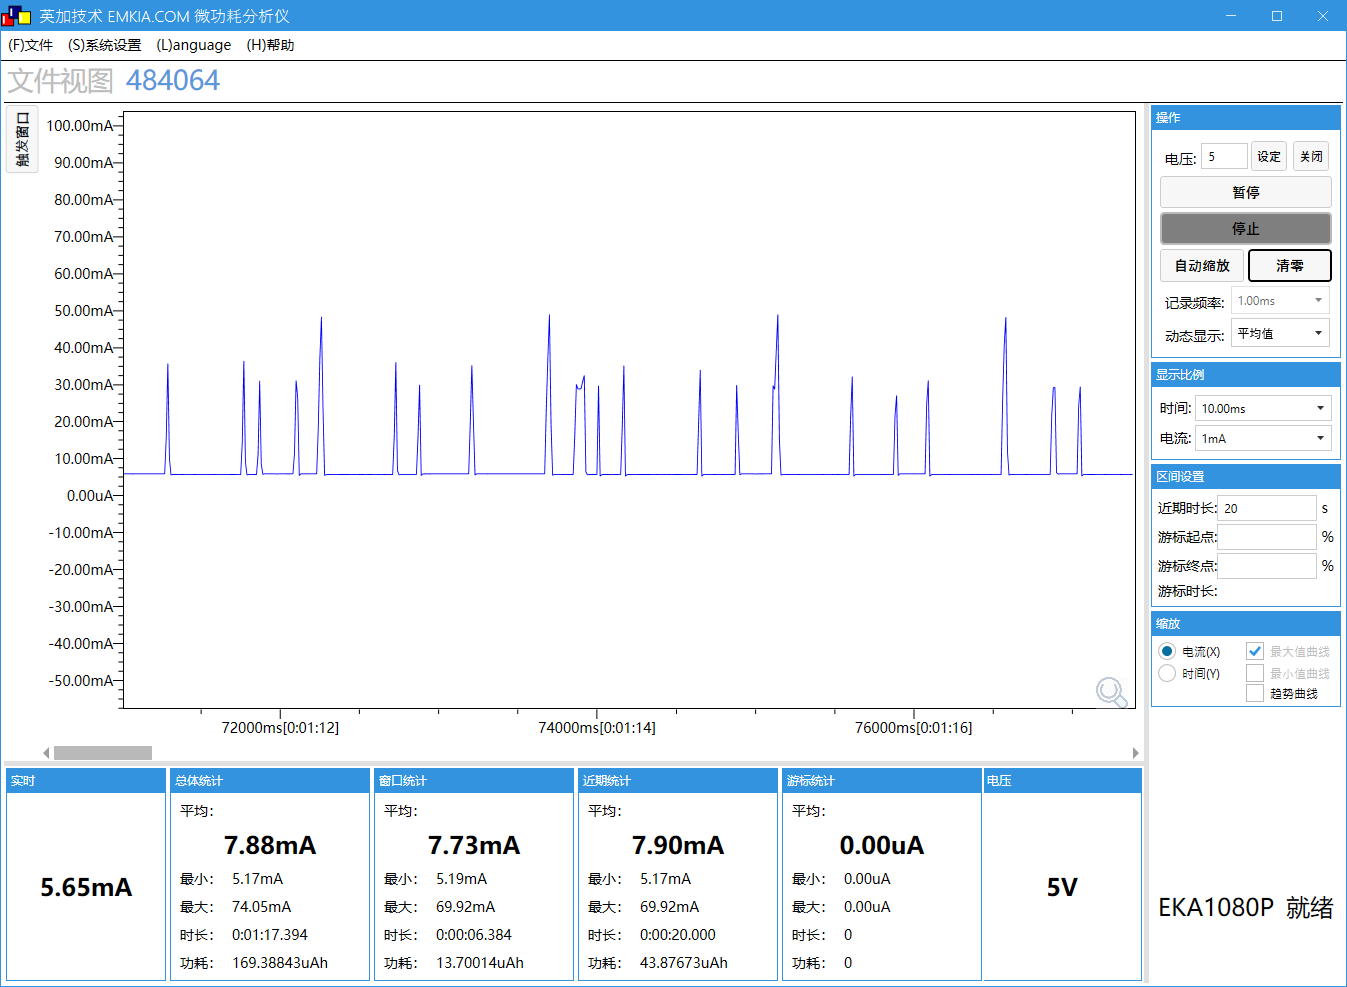 英加技术 EMKIA.COM 微功耗分析仪
(F)文件 (S)系统设置 (L)anguage (H)帮助
文件视图 484064
触发窗口
100.00mA
90.00mA
80.00mA
70.00mA
60.00mA
50.00mA
40.00mA
30.00mA
20.00mA
10.00mA
0.00uA
-10.00mA
-20.00mA
-30.00mA
-40.00mA
-50.00mA
72000ms[0:01:12] 74000ms[0:01:14] 76000ms[0:01:16]
操作
电压: 5 设定 关闭
暂停
停止
自动缩放 清零
记录频率: 1.00ms
动态显示: 平均值
显示比例
时间: 10.00ms
电流: 1mA
区间设置
近期时长: 20 s
游标起点: %
游标终点: %
游标时长:
缩放
电流(X) 最大值曲线
时间(Y) 最小值曲线
趋势曲线
实时
5.65mA
总体统计
平均:
7.88mA
最小: 5.17mA
最大: 74.05mA
时长: 0:01:17.394
功耗: 169.38843uAh
窗口统计
平均:
7.73mA
最小: 5.19mA
最大: 69.92mA
时长: 0:00:06.384
功耗: 13.70014uAh
近期统计
平均:
7.90mA
最小: 5.17mA
最大: 69.92mA
时长: 0:00:20.000
功耗: 43.87673uAh
游标统计
平均:
0.00uA
最小: 0.00uA
最大: 0.00uA
时长: 0
功耗: 0
电压
5V
EKA1080P 就绪